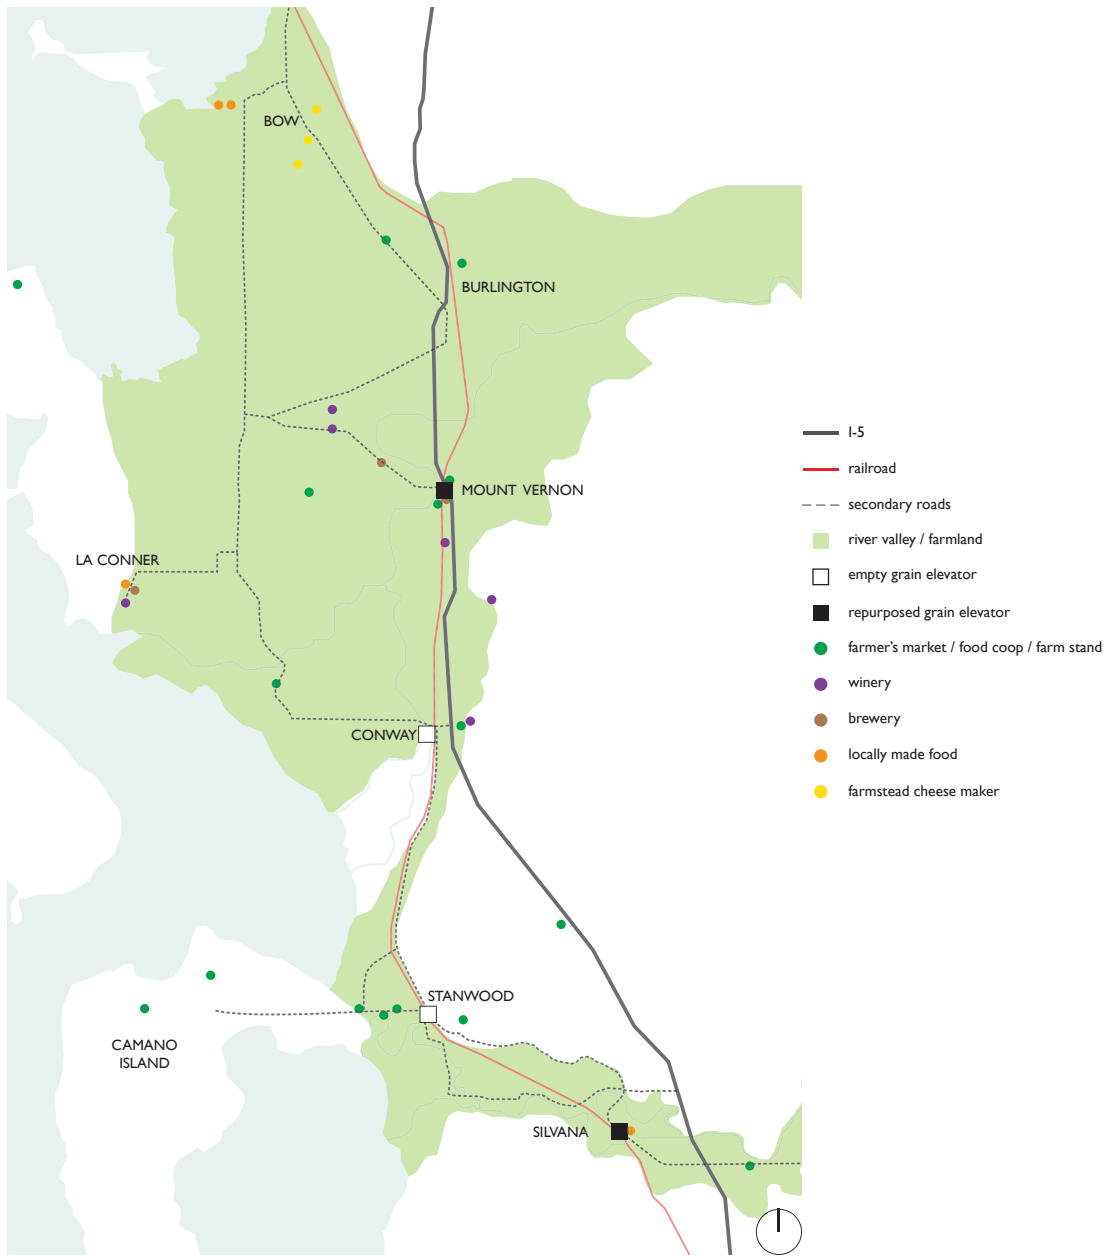 BOW
BURLINGTON
MOUNT VERNON
LA CONNER
CONWAY
STANWOOD
CAMANO
ISLAND
SILVANA
I-5
railroad
secondary roads
river valley / farmland
empty grain elevator
repurposed grain elevator
farmer's market / food coop / farm stand
winery
brewery
locally made food
farmstead cheese maker